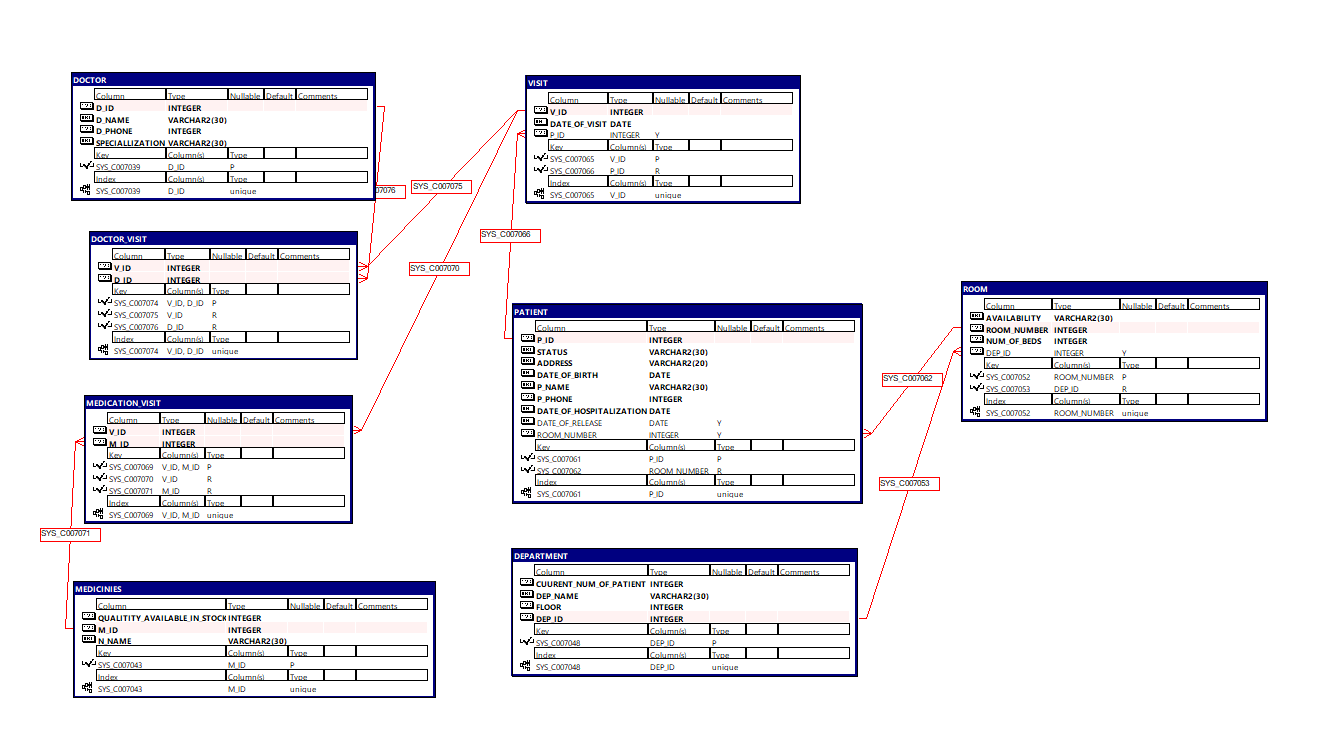 DOCTOR
Column Type Nullable Default Comments
D_ID INTEGER
D_NAME VARCHAR2(30)
D_PHONE INTEGER
SPECIALLIZATION VARCHAR2(30)
Key Column(s) Type
SYS_C007039 D_ID P
Index Column(s) Type
SYS_C007039 D_ID unique
07076
SYS_C007075
VISIT
Column Type Nullable Default Comments
V_ID INTEGER
DATE_OF_VISIT DATE
P_ID INTEGER Y
Key Column(s) Type
SYS_C007065 V_ID P
SYS_C007066 P_ID R
Index Column(s) Type
SYS_C007065 V_ID unique
SYS_C007066
SYS_C007070
DOCTOR_VISIT
Column Type Nullable Default Comments
V_ID INTEGER
D_ID INTEGER
Key Column(s) Type
SYS_C007074 V_ID, D_ID P
SYS_C007075 V_ID R
SYS_C007076 D_ID R
Index Column(s) Type
SYS_C007074 V_ID, D_ID unique
PATIENT
Column Type Nullable Default Comments
P_ID INTEGER
STATUS VARCHAR2(30)
ADDRESS VARCHAR2(20)
DATE_OF_BIRTH DATE
P_NAME VARCHAR2(30)
P_PHONE INTEGER
DATE_OF_HOSPITALIZATION DATE
DATE_OF_RELEASE DATE Y
ROOM_NUMBER INTEGER Y
Key Column(s) Type
SYS_C007061 P_ID P
SYS_C007062 ROOM_NUMBER R
Index Column(s) Type
SYS_C007061 P_ID unique
ROOM
Column Type Nullable Default Comments
AVAILABILITY VARCHAR2(30)
ROOM_NUMBER INTEGER
NUM_OF_BEDS INTEGER
DEP_ID INTEGER Y
Key Column(s) Type
SYS_C007052 ROOM_NUMBER P
SYS_C007053 DEP_ID R
Index Column(s) Type
SYS_C007052 ROOM_NUMBER unique
SYS_C007062
SYS_C007053
MEDICATION_VISIT
Column Type Nullable Default Comments
V_ID INTEGER
M_ID INTEGER
Key Column(s) Type
SYS_C007069 V_ID, M_ID P
SYS_C007070 V_ID R
SYS_C007071 M_ID R
Index Column(s) Type
SYS_C007069 V_ID, M_ID unique
SYS_C007071
MEDICINIES
Column Type Nullable Default Comments
QUALITITY_AVAILABLE_IN_STOCK INTEGER
M_ID INTEGER
N_NAME VARCHAR2(30)
Key Column(s) Type
SYS_C007043 M_ID P
Index Column(s) Type
SYS_C007043 M_ID unique
DEPARTMENT
Column Type Nullable Default Comments
CUURENT_NUM_OF_PATIENT INTEGER
DEP_NAME VARCHAR2(30)
FLOOR INTEGER
DEP_ID INTEGER
Key Column(s) Type
SYS_C007048 DEP_ID P
Index Column(s) Type
SYS_C007048 DEP_ID unique